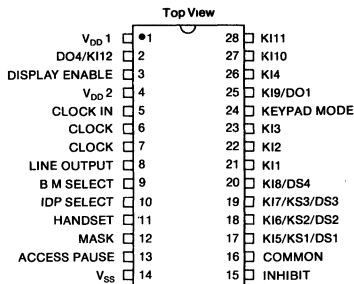 Top View
V_DD 1 •1 28 KI11
DO4/KI12 2 27 KI10
DISPLAY ENABLE 3 26 KI4
V_DD 2 4 25 KI9/DO1
CLOCK IN 5 24 KEYPAD MODE
CLOCK 6 23 KI3
CLOCK 7 22 KI2
LINE OUTPUT 8 21 KI1
B M SELECT 9 20 KI8/DS4
IDP SELECT 10 19 KI7/KS3/DS3
HANDSET 11 18 KI6/KS2/DS2
MASK 12 17 KI5/KS1/DS1
ACCESS PAUSE 13 16 COMMON
V_SS 14 15 INHIBIT